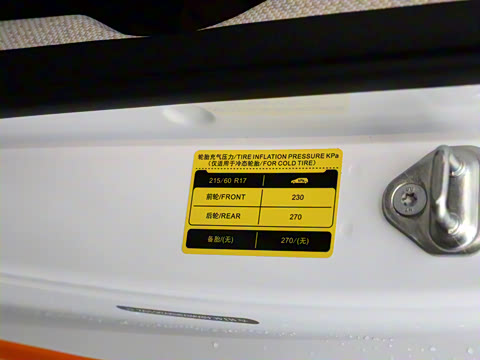 轮胎充气压力/TIRE INFLATION PRESSURE KPa
（仅适用于冷态轮胎/FOR COLD TIRE）
215/60 R17
前轮/FRONT 230
后轮/REAR 270
备胎/(无) 270/(无)